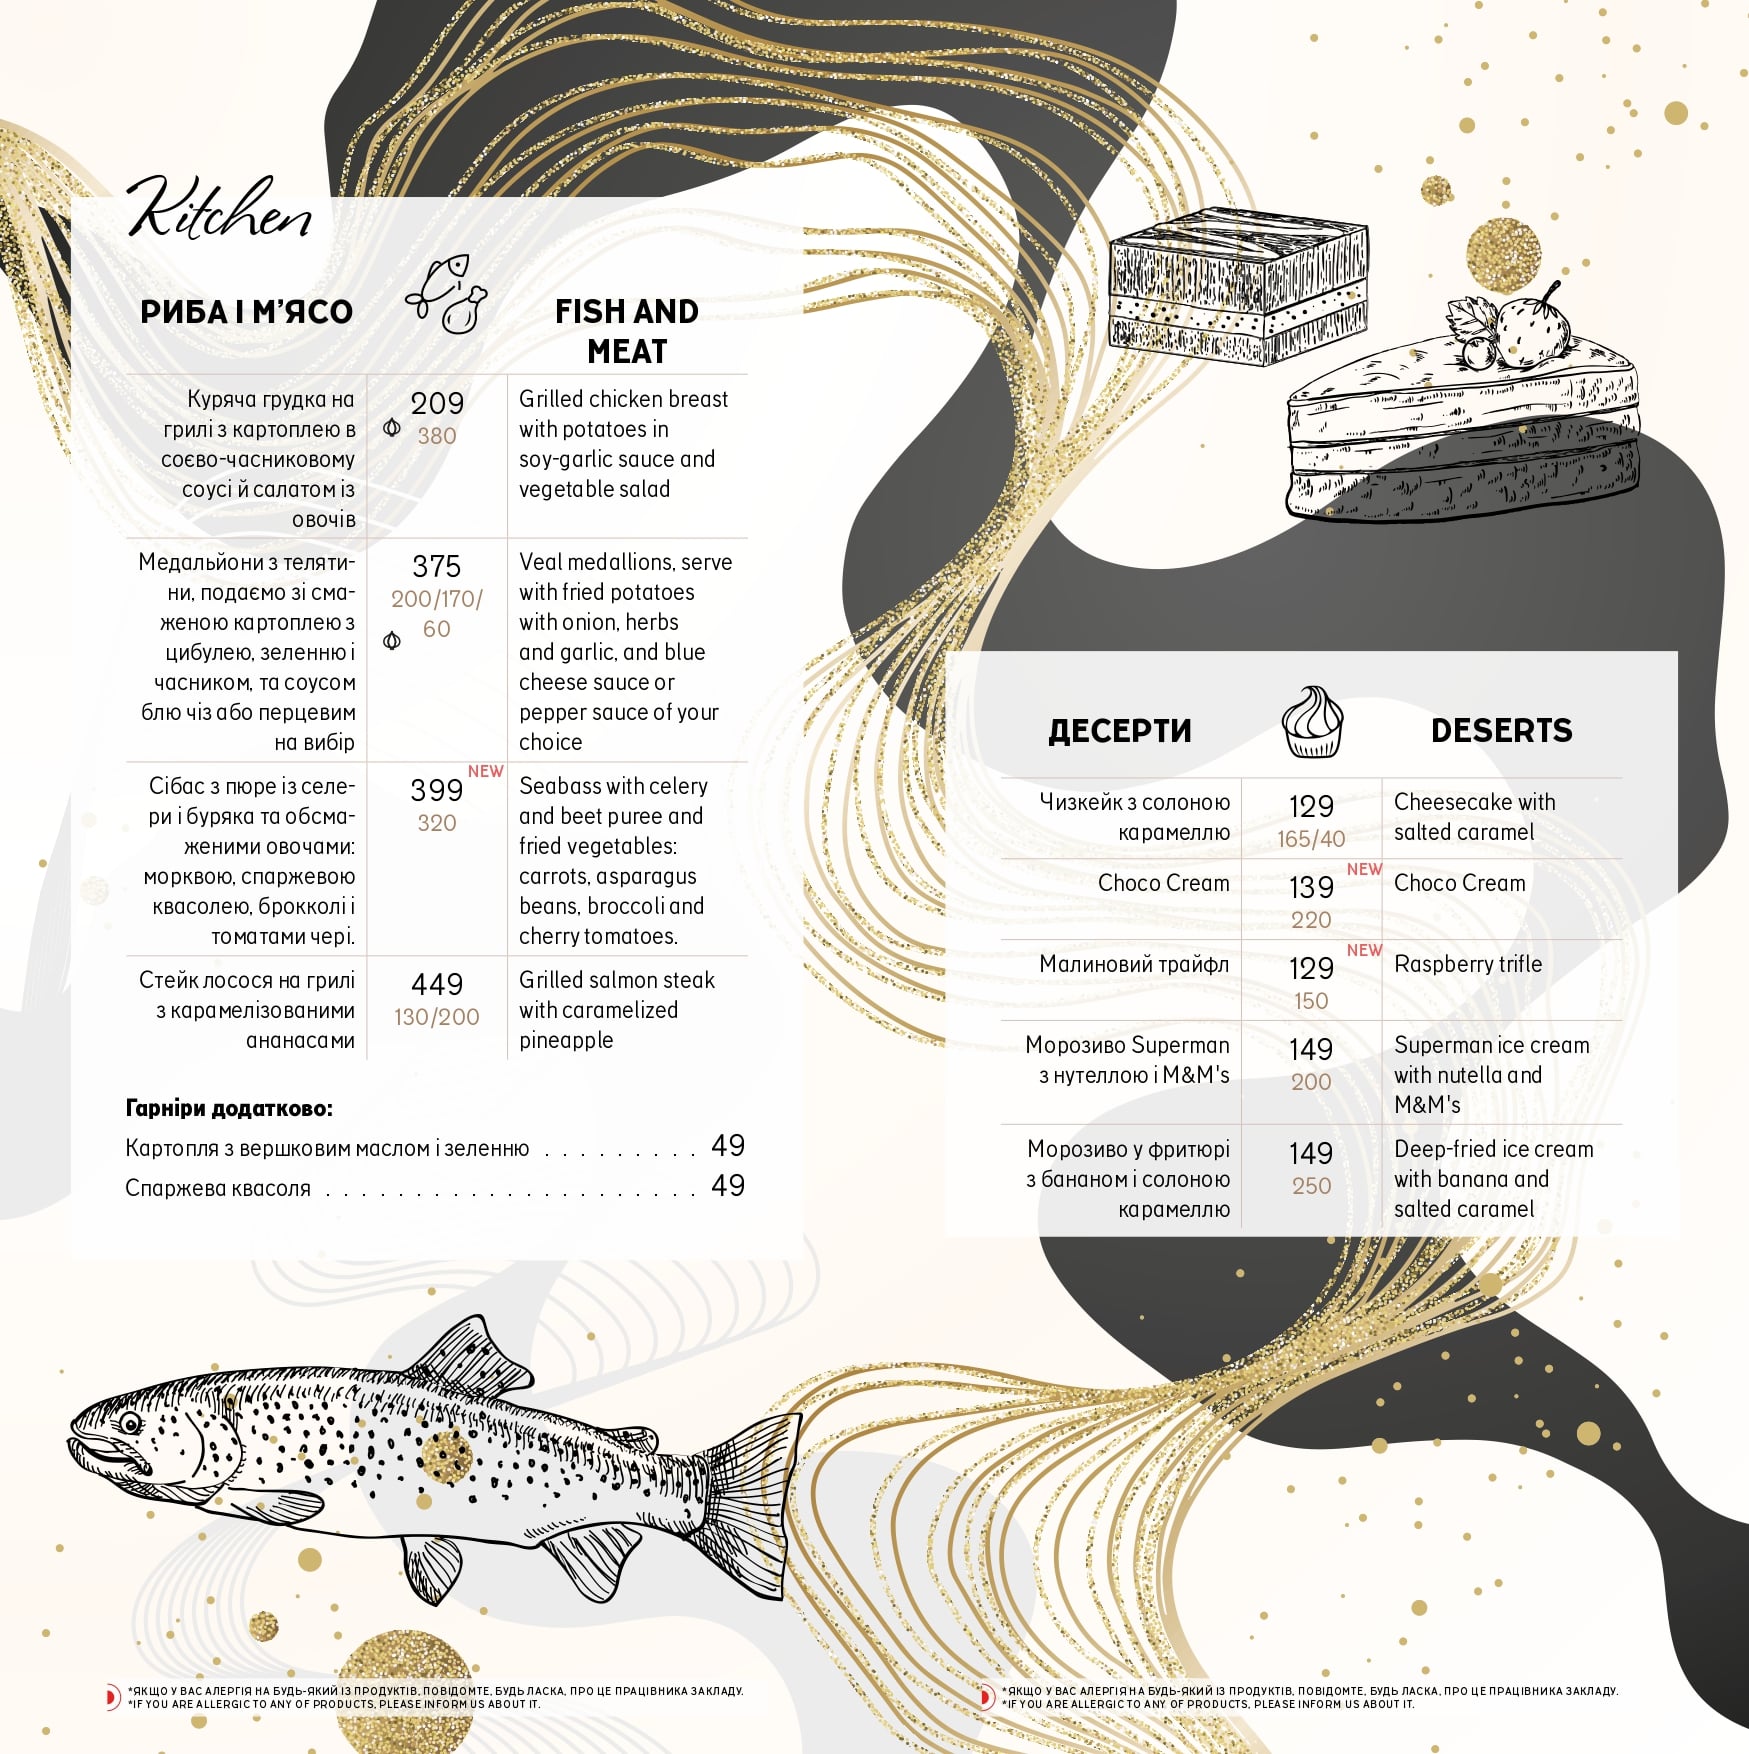 Kitchen
РИБА І М’ЯСО
FISH AND
MEAT
Куряча грудка на
грилі з картоплею в
соєво-часниковому
соусі й салатом із
овочів
209
380
Grilled chicken breast
with potatoes in
soy-garlic sauce and
vegetable salad
Медальйони з теляти-
ни, подаємо зі сма-
женою картоплею з
цибулею, зеленню і
часником, та соусом
блю чіз або перцевим
на вибір
375
200/170/
60
Veal medallions, serve
with fried potatoes
with onion, herbs
and garlic, and blue
cheese sauce or
pepper sauce of your
choice
Сібас з пюре із селе-
ри і буряка та обсма-
женими овочами:
морквою, спаржевою
квасолею, брокколі і
томатами чері.
NEW
399
320
Seabass with celery
and beet puree and
fried vegetables:
carrots, asparagus
beans, broccoli and
cherry tomatoes.
Стейк лосося на грилі
з карамелізованими
ананасами
449
130/200
Grilled salmon steak
with caramelized
pineapple
Гарніри додатково:
Картопля з вершковим маслом і зеленню . . . . . . . . . 49
Спаржева квасоля . . . . . . . . . . . . . . . . . . . . . 49
*ЯКЩО У ВАС АЛЕРГІЯ НА БУДЬ-ЯКИЙ ІЗ ПРОДУКТІВ, ПОВІДОМТЕ, БУДЬ ЛАСКА, ПРО ЦЕ ПРАЦІВНИКА ЗАКЛАДУ.
*IF YOU ARE ALLERGIC TO ANY OF PRODUCTS, PLEASE INFORM US ABOUT IT.
ДЕСЕРТИ
DESERTS
Чизкейк з солоною
карамеллю
129
165/40
Cheesecake with
salted caramel
Choco Cream
NEW
139
220
Choco Cream
Малиновий трайфл
NEW
129
150
Raspberry trifle
Морозиво Superman
з нутеллою і M&M's
149
200
Superman ice cream
with nutella and
M&M's
Морозиво у фритюрі
з бананом і солоною
карамеллю
149
250
Deep-fried ice cream
with banana and
salted caramel
*ЯКЩО У ВАС АЛЕРГІЯ НА БУДЬ-ЯКИЙ ІЗ ПРОДУКТІВ, ПОВІДОМТЕ, БУДЬ ЛАСКА, ПРО ЦЕ ПРАЦІВНИКА ЗАКЛАДУ.
*IF YOU ARE ALLERGIC TO ANY OF PRODUCTS, PLEASE INFORM US ABOUT IT.